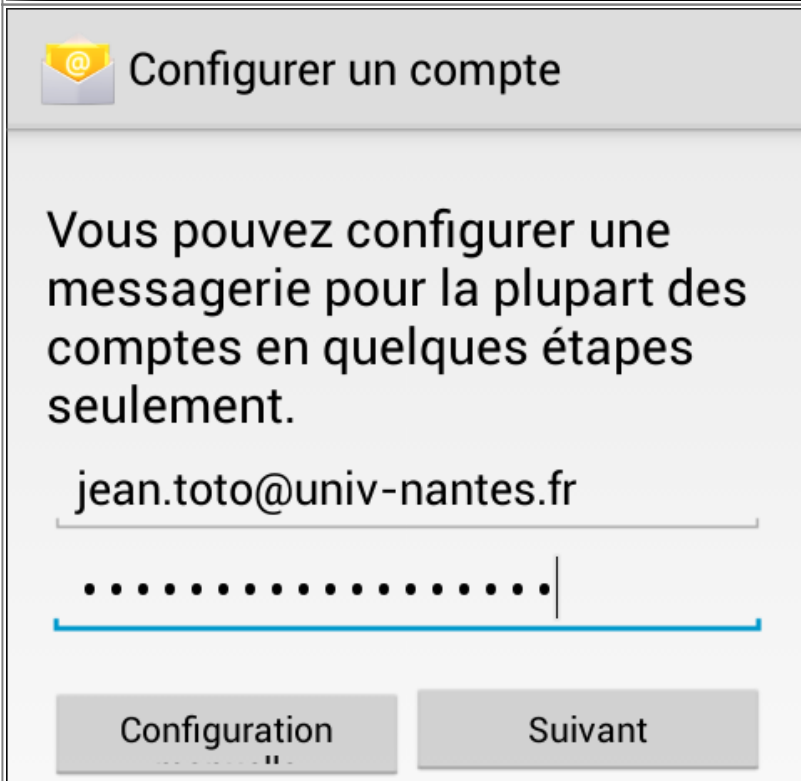 Configurer un compte
Vous pouvez configurer une
messagerie pour la plupart des
comptes en quelques étapes
seulement.
jean.toto@univ-nantes.fr
••••••••••••••••••
Configuration
Suivant